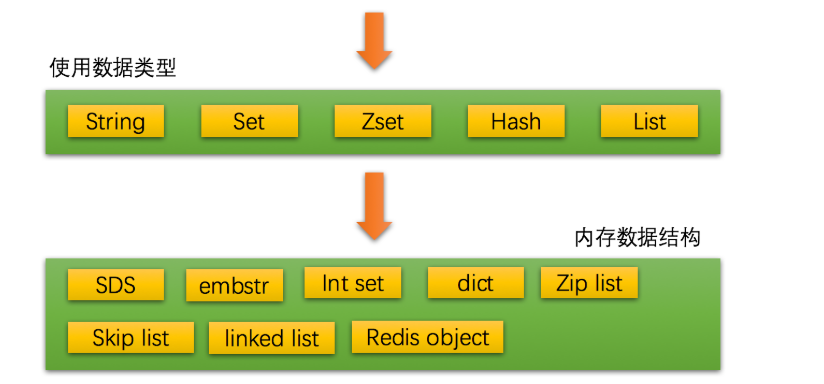 使用数据类型
String Set Zset Hash List
内存数据结构
SDS embstr Int set dict Zip list
Skip list linked list Redis object